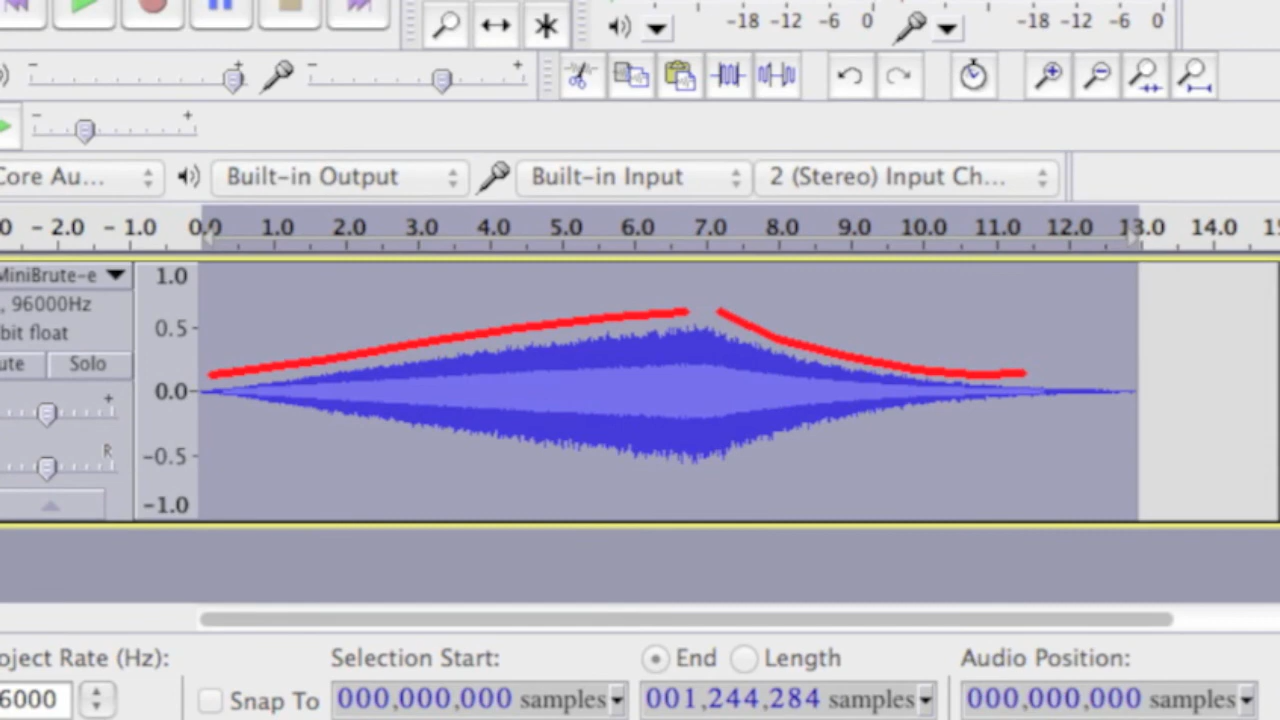 -18 -12 -6 0 -18 -12 -6 0
- + - +
- +
Core Au... Built-in Output Built-in Input 2 (Stereo) Input Ch...
0 - 2.0 - 1.0 0.0 1.0 2.0 3.0 4.0 5.0 6.0 7.0 8.0 9.0 10.0 11.0 12.0 13.0 14.0 15
MiniBrute-e 1.0
, 96000Hz
bit float 0.5
ute Solo
0.0
+
R
-0.5
-1.0
oject Rate (Hz): Selection Start: End Length Audio Position:
6000 Snap To 000,000,000 samples 001,244,284 samples 000,000,000 samples